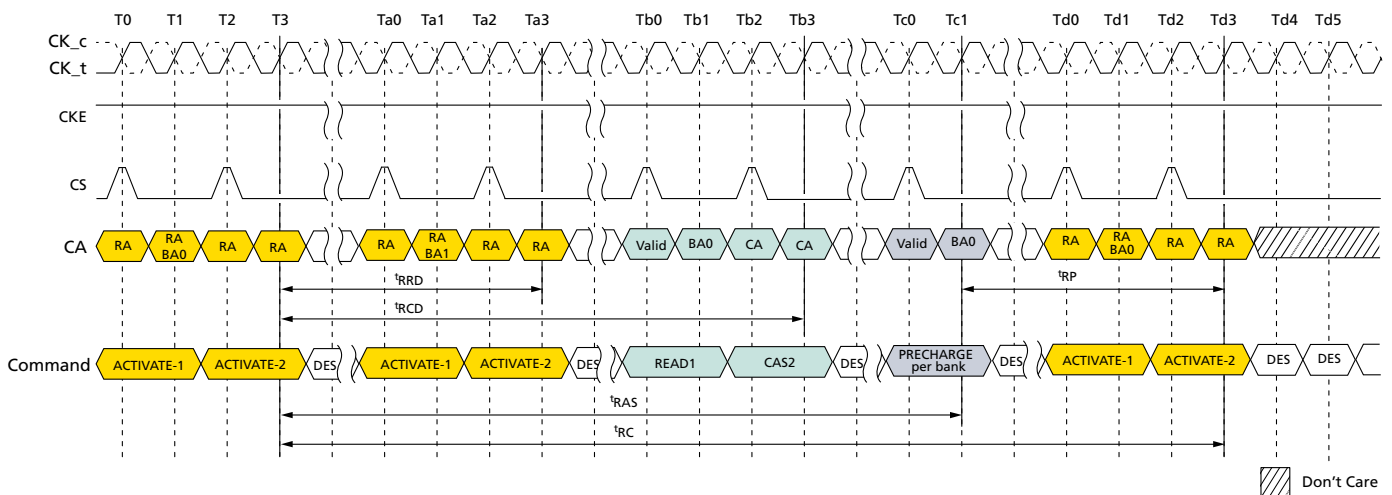 T0 T1 T2 T3 Ta0 Ta1 Ta2 Ta3 Tb0 Tb1 Tb2 Tb3 Tc0 Tc1 Td0 Td1 Td2 Td3 Td4 Td5
CK_c
CK_t
CKE
CS
CA
RA
RA
BA0
RA
RA
RA
RA
BA1
RA
RA
Valid
BA0
CA
CA
Valid
BA0
RA
RA
BA0
RA
RA
tRRD
tRP
tRCD
Command
ACTIVATE-1
ACTIVATE-2
DES
ACTIVATE-1
ACTIVATE-2
DES
READ1
CAS2
DES
PRECHARGE
per bank
DES
ACTIVATE-1
ACTIVATE-2
DES
DES
tRAS
tRC
Don't Care